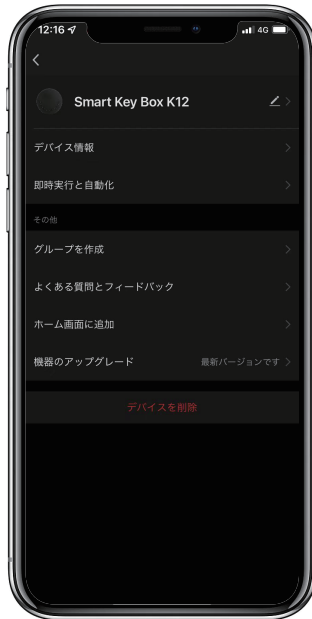 12:16
4G
Smart Key Box K12
デバイス情報
即時実行と自動化
その他
グループを作成
よくある質問とフィードバック
ホーム画面に追加
機器のアップグレード 最新バージョンです
デバイスを削除